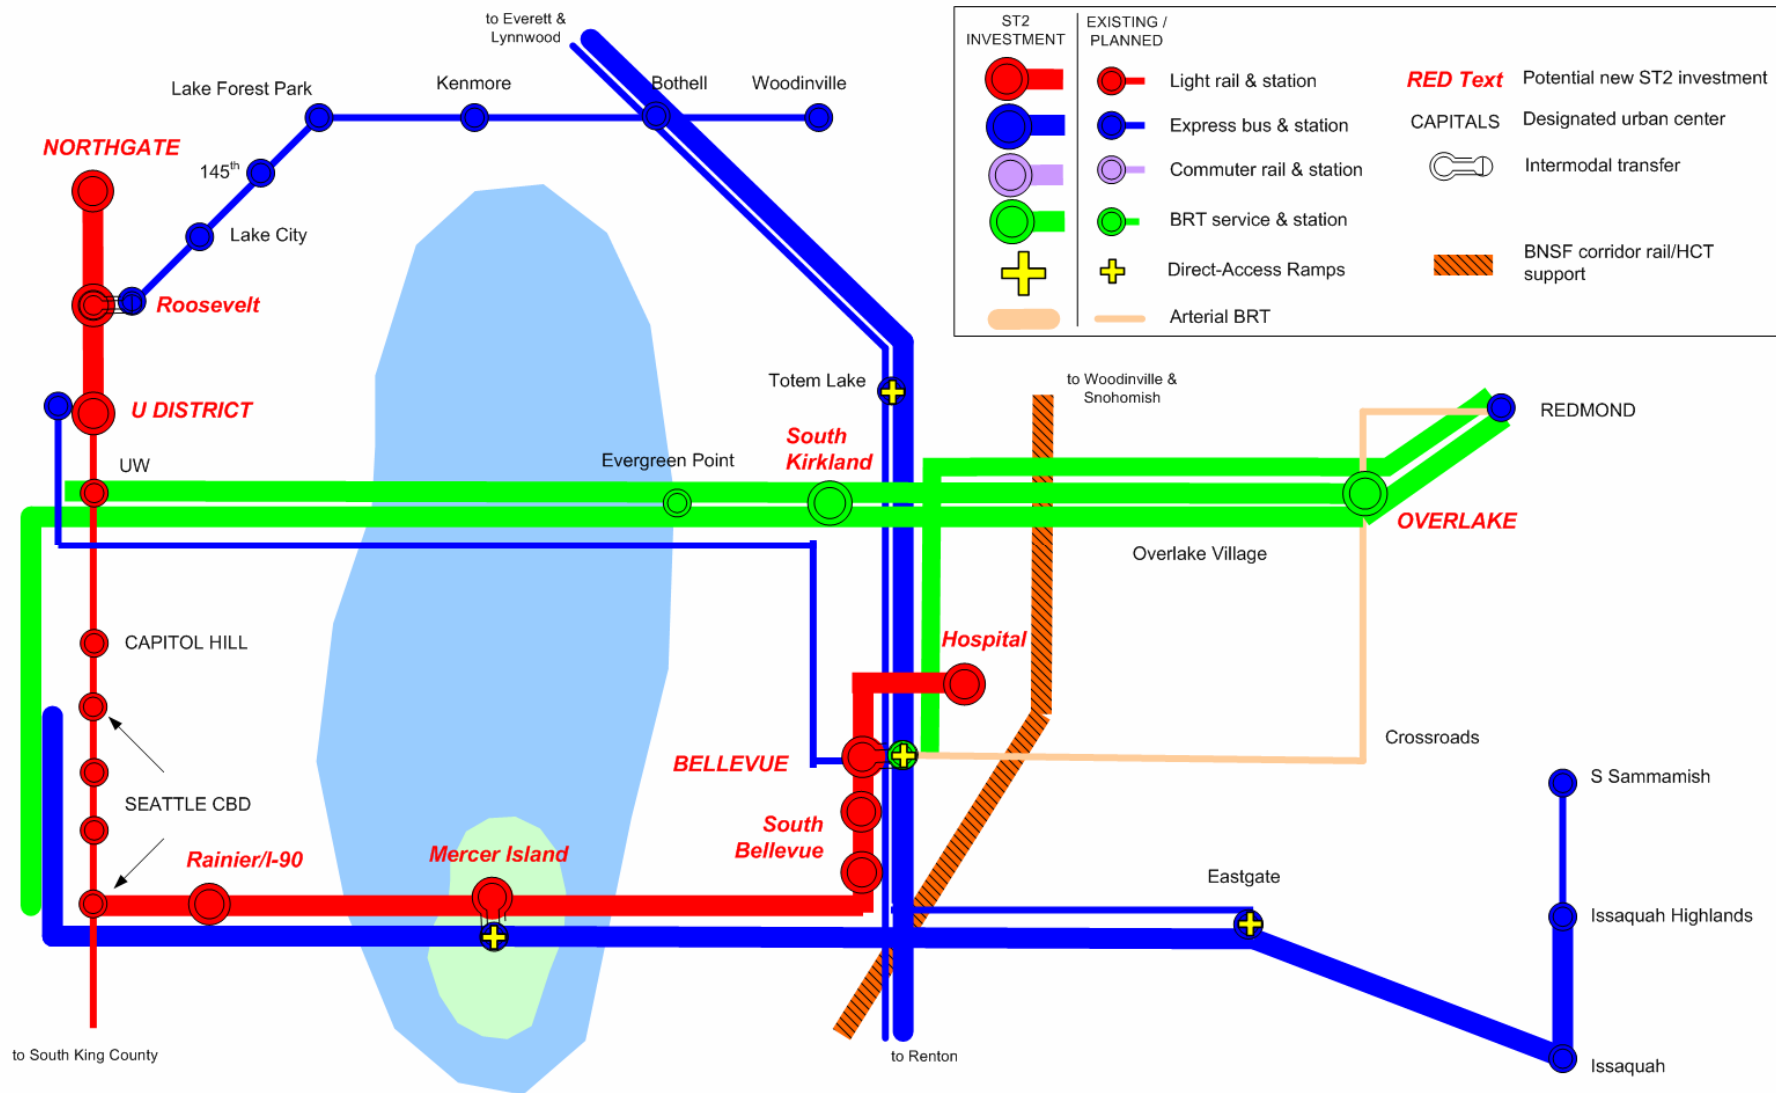 to Everett &
Lynnwood
Lake Forest Park
Kenmore
Bothell
Woodinville
NORTHGATE
145th
Lake City
Roosevelt
U DISTRICT
UW
Evergreen Point
South
Kirkland
Totem Lake
to Woodinville &
Snohomish
REDMOND
OVERLAKE
Overlake Village
CAPITOL HILL
Hospital
SEATTLE CBD
BELLEVUE
Crossroads
S Sammamish
Rainier/I-90
Mercer Island
South
Bellevue
Eastgate
Issaquah Highlands
to South King County
to Renton
Issaquah
ST2
INVESTMENT
EXISTING /
PLANNED
Light rail & station
Express bus & station
Commuter rail & station
BRT service & station
Direct-Access Ramps
Arterial BRT
RED Text
Potential new ST2 investment
CAPITALS
Designated urban center
Intermodal transfer
BNSF corridor rail/HCT
support